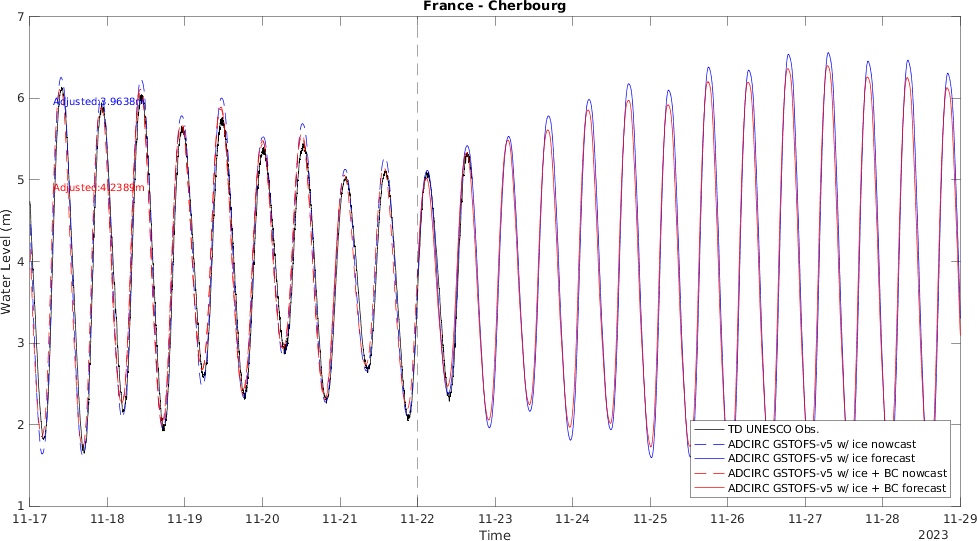 France - Cherbourg
7
6
5
4
3
2
1
Water Level (m)
Adjusted:3.9638m
Adjusted:4.2389m
TD UNESCO Obs.
ADCIRC GSTOFS-v5 w/ ice nowcast
ADCIRC GSTOFS-v5 w/ ice forecast
ADCIRC GSTOFS-v5 w/ ice + BC nowcast
ADCIRC GSTOFS-v5 w/ ice + BC forecast
11-17 11-18 11-19 11-20 11-21 11-22 11-23 11-24 11-25 11-26 11-27 11-28 11-29
Time
2023